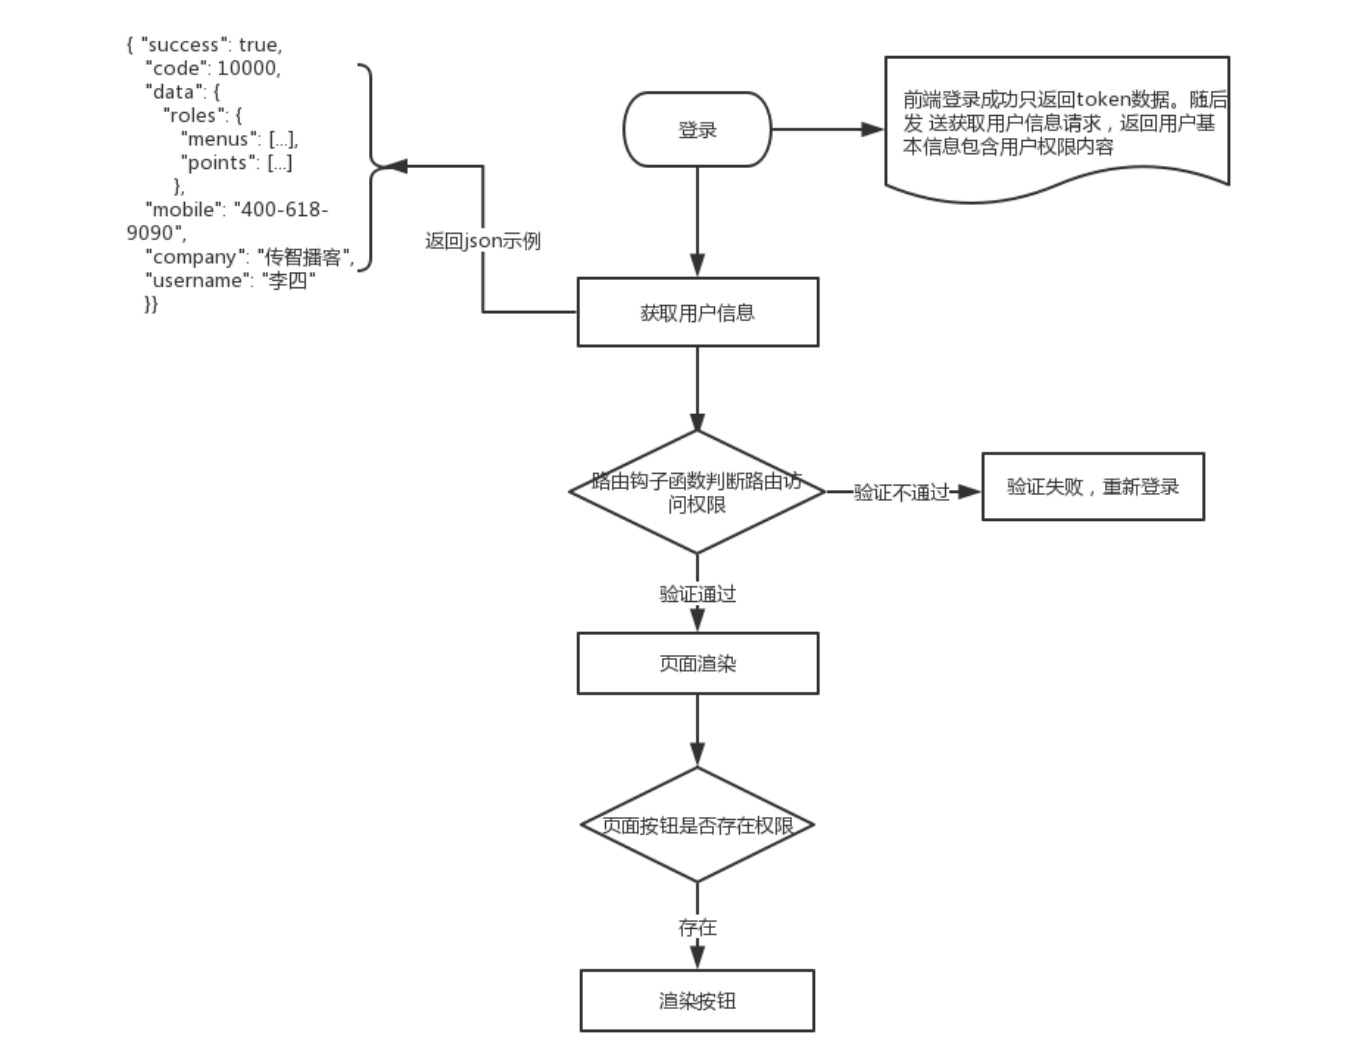 { "success": true,
"code": 10000,
"data": {
"roles": {
"menus": [...],
"points": [...]
},
"mobile": "400-618-
9090",
"company": "传智播客",
"username": "李四"
}}
登录
前端登录成功只返回token数据。随后
发 送获取用户信息请求，返回用户基
本信息包含用户权限内容
返回json示例
获取用户信息
路由钩子函数判断路由访
问权限
验证不通过
验证失败，重新登录
验证通过
页面渲染
页面按钮是否存在权限
存在
渲染按钮